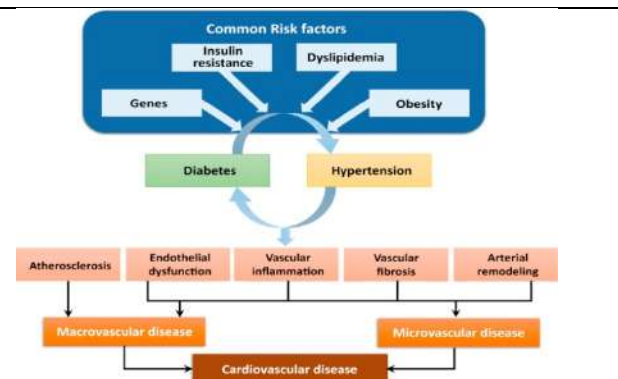 Common Risk factors
Insulin
resistance
Dyslipidemia
Genes
Obesity
Diabetes
Hypertension
Atherosclerosis
Endothelial
dysfunction
Vascular
inflammation
Vascular
fibrosis
Arterial
remodeling
Macrovascular disease
Microvascular disease
Cardiovascular disease